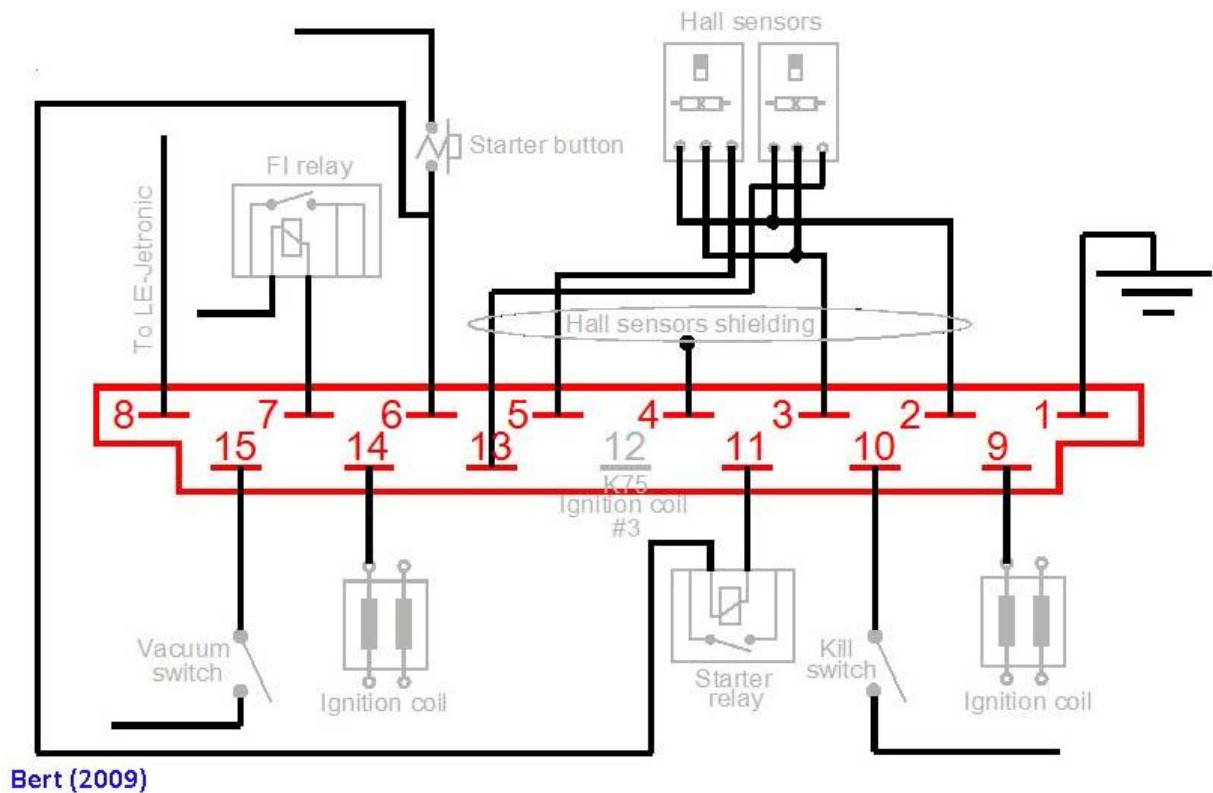 Hall sensors
Starter button
FI relay
To LE-Jetronic
Hall sensors shielding
8 7 6 5 4 3 2 1
15 14 13 12 11 10 9
K75
Ignition coil
#3
Vacuum
switch
Ignition coil
Starter
relay
Kill
switch
Ignition coil
Bert (2009)